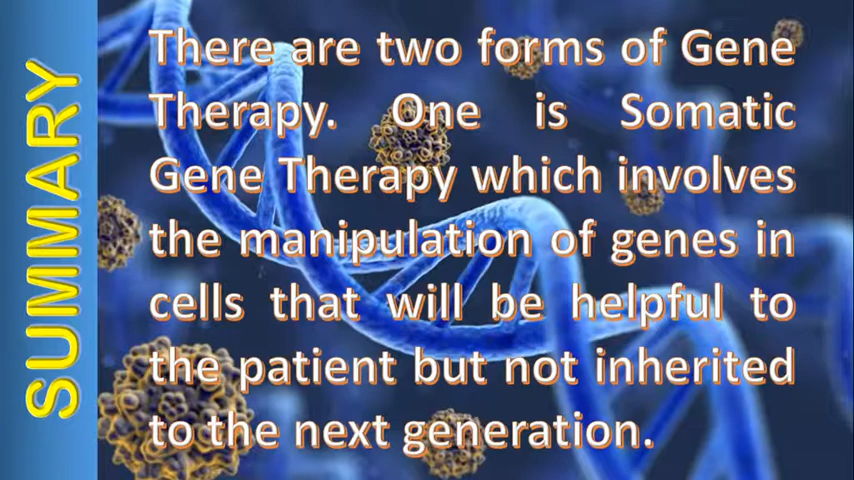 SUMMARY
There are two forms of Gene
Therapy. One is Somatic
Gene Therapy which involves
the manipulation of genes in
cells that will be helpful to
the patient but not inherited
to the next generation.